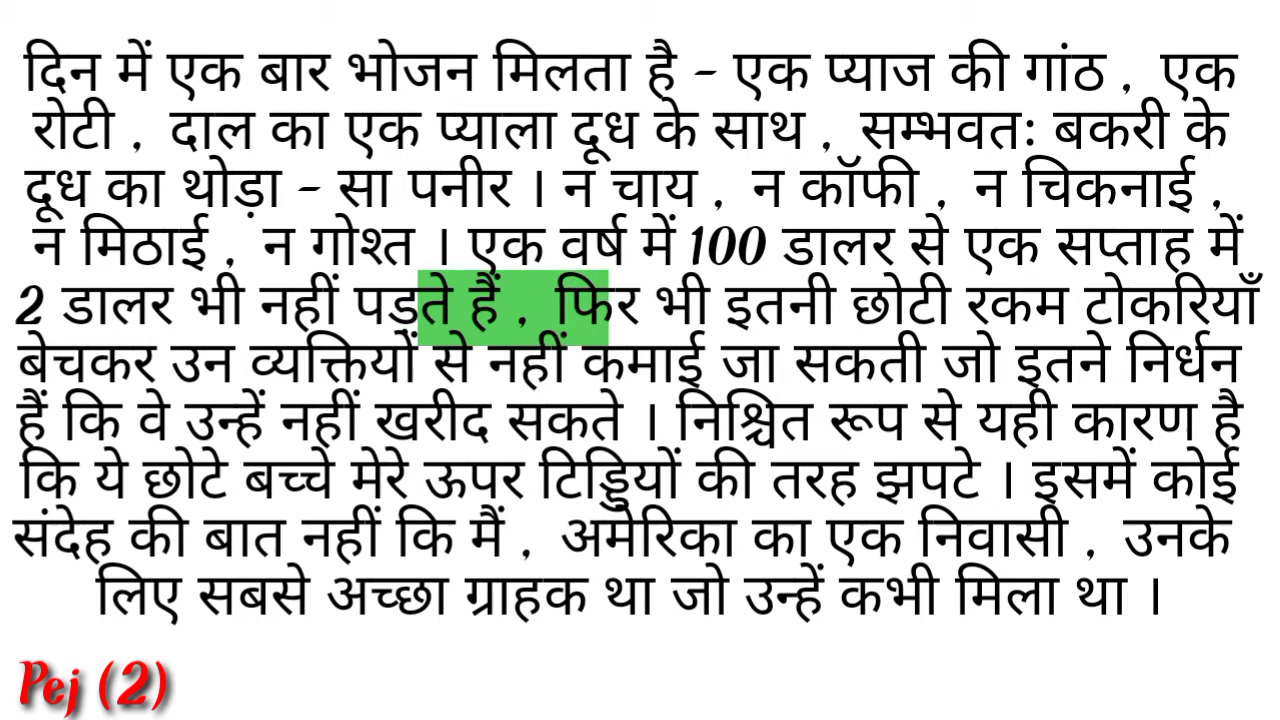 दिन में एक बार भोजन मिलता है - एक प्याज की गांठ , एक
रोटी , दाल का एक प्याला दूध के साथ , सम्भवतः बकरी के
दूध का थोड़ा - सा पनीर । न चाय , न कॉफी , न चिकनाई ,
न मिठाई , न गोश्त । एक वर्ष में 100 डालर से एक सप्ताह में
2 डालर भी नहीं पड़ते हैं , फिर भी इतनी छोटी रकम टोकरियाँ
बेचकर उन व्यक्तियों से नहीं कमाई जा सकती जो इतने निर्धन
हैं कि वे उन्हें नहीं खरीद सकते । निश्चित रूप से यही कारण है
कि ये छोटे बच्चे मेरे ऊपर टिड्डियों की तरह झपटे । इसमें कोई
संदेह की बात नहीं कि मैं , अमेरिका का एक निवासी , उनके
लिए सबसे अच्छा ग्राहक था जो उन्हें कभी मिला था ।
Pej (2)